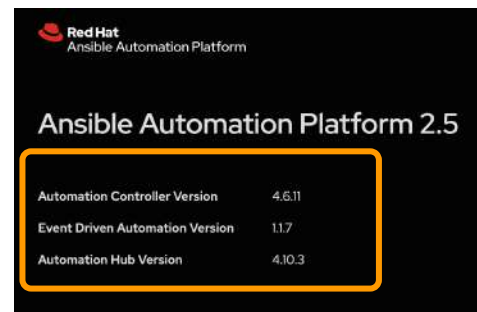 Red Hat
Ansible Automation Platform
Ansible Automation Platform 2.5
Automation Controller Version 4.6.11
Event Driven Automation Version 1.1.7
Automation Hub Version 4.10.3